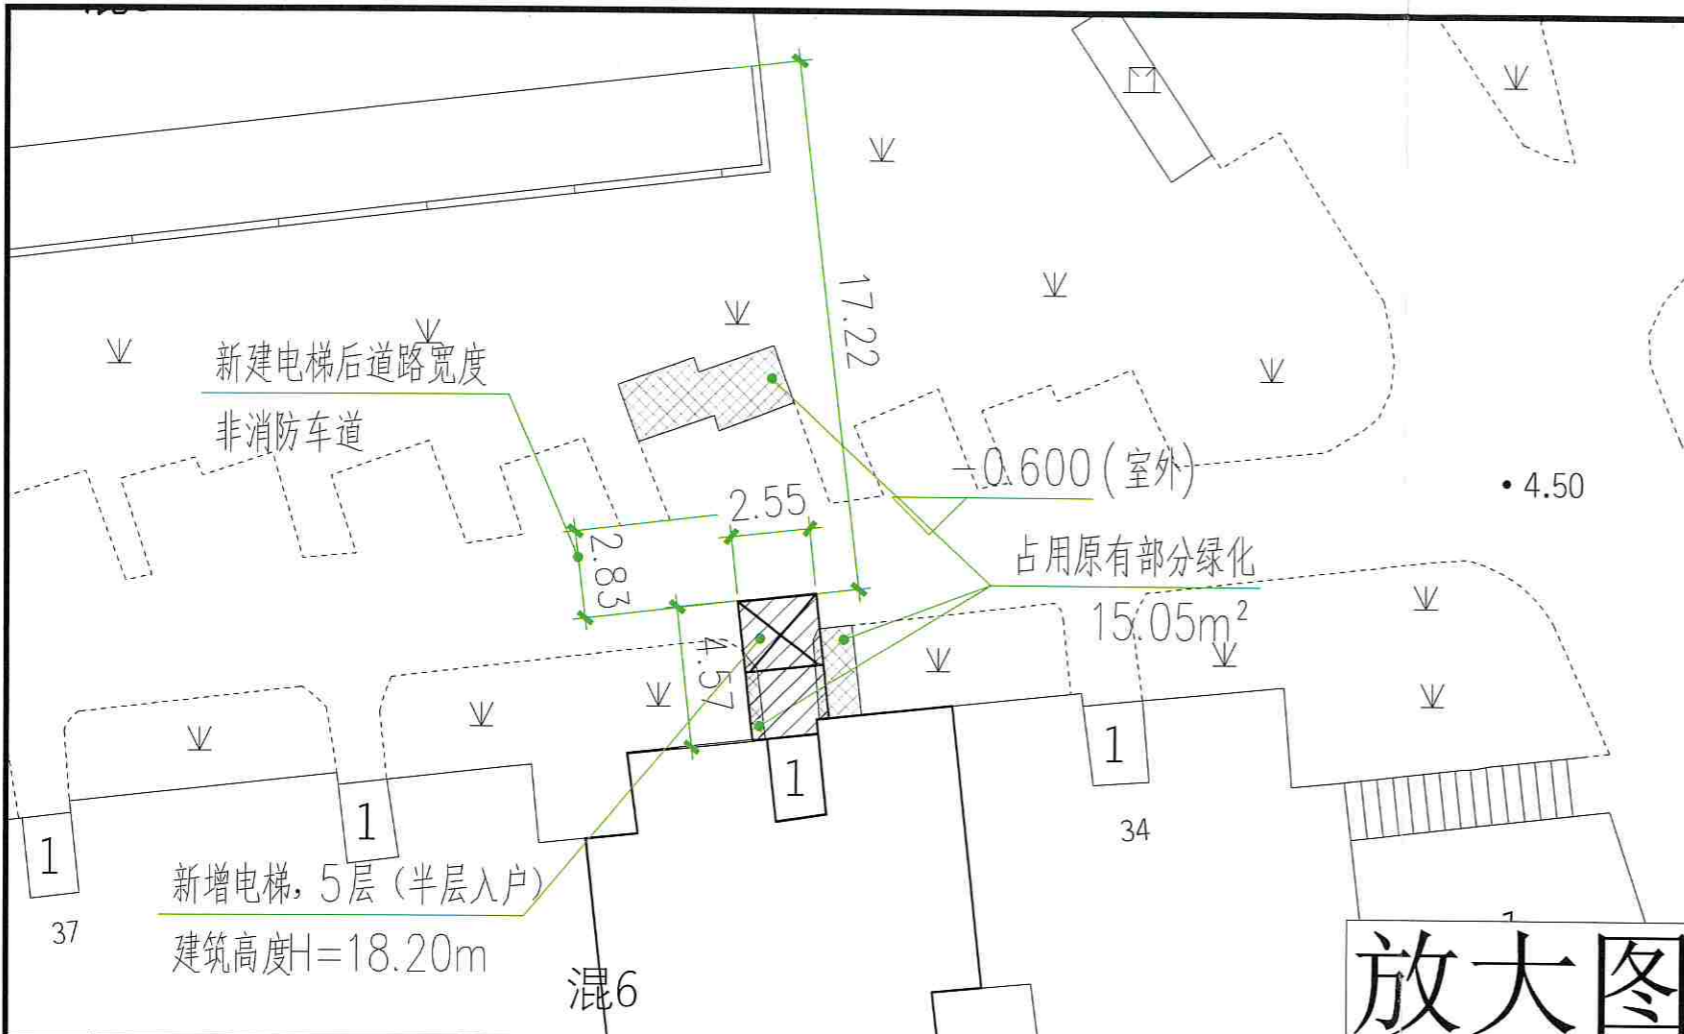 17.22
新建电梯后道路宽度
非消防车道
-0.600(室外)
• 4.50
2.55
2.83
占用原有部分绿化
15.05m²
4.57
1
1
1
1
34
新增电梯，5层（半层入户）
建筑高度H=18.20m
37
混6
放大图